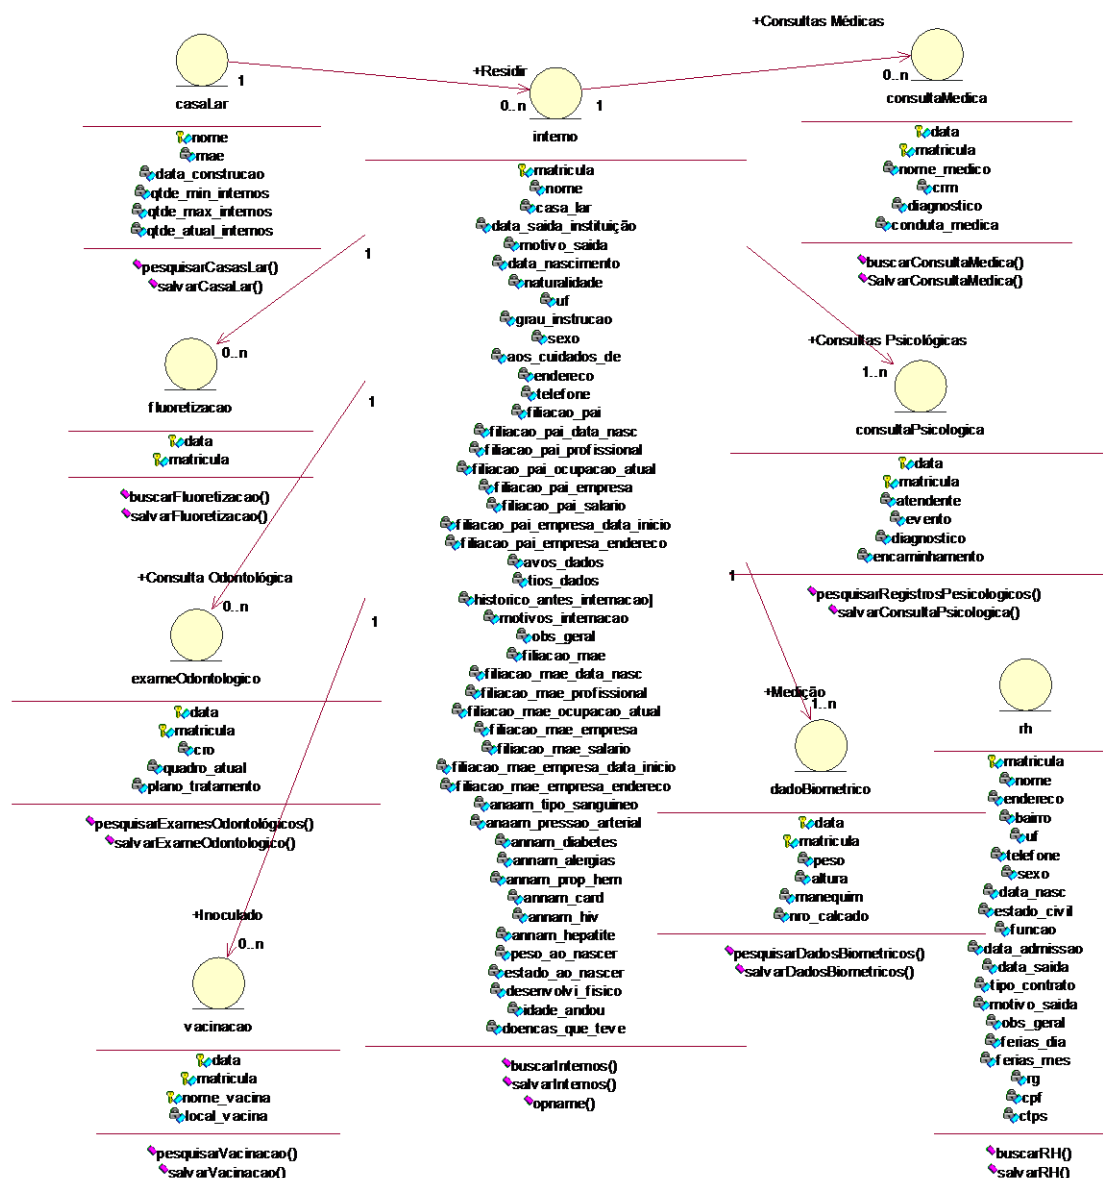 +Consultas Médicas
1
+Residir
0..n
1
0..n
casaLar
nome
mae
data_construcao
qtde_min_internos
qtde_max_internos
qtde_atual_internos
pesquisarCasasLar()
salvarCasaLar()
interno
matricula
nome
casa_lar
data_saida_instituição
motivo_saida
data_nascimento
naturalidade
uf
grau_instrucao
sexo
aos_cuidados_de
endereco
telefone
filiacao_pai
filiacao_pai_data_nasc
filiacao_pai_profissional
filiacao_pai_ocupacao_atual
filiacao_pai_empresa
filiacao_pai_salario
filiacao_pai_empresa_data_inicio
filiacao_pai_empresa_endereco
avos_dados
tios_dados
historico_antes_internacao]
motivos_internacao
obs_geral
filiacao_mae
filiacao_mae_data_nasc
filiacao_mae_profissional
filiacao_mae_ocupacao_atual
filiacao_mae_empresa
filiacao_mae_salario
filiacao_mae_empresa_data_inicio
filiacao_mae_empresa_endereco
anaam_tipo_sanguineo
anaam_pressao_arterial
annam_diabetes
annam_alergias
annam_prop_hem
annam_card
annam_hiv
annam_hepatite
peso_ao_nascer
estado_ao_nascer
desenvolvi_fisico
idade_andou
doencas_que_teve
buscarInternos()
salvarInternos()
opname()
consultaMedica
data
matricula
nome_medico
crm
diagnostico
conduta_medica
buscarConsultaMedica()
SalvarConsultaMedica()
1
0..n
fluoretizacao
data
matricula
buscarFluoretizacao()
salvarFluoretizacao()
+Consultas Psicológicas
1..n
consultaPsicologica
data
matricula
atendente
evento
diagnostico
encaminhamento
pesquisarRegistrosPesicologicos()
salvarConsultaPsicologica()
1
+Consulta Odontológica
0..n
exameOdontologico
data
matricula
cro
quadro_atual
plano_tratamento
pesquisarExamesOdontológicos()
salvarExameOdontologico()
1
+Medição
1..n
dadoBiometrico
data
matricula
peso
altura
manequim
nro_calcado
pesquisarDadosBiometricos()
salvarDadosBiometricos()
1
+Inoculado
0..n
vacinacao
data
matricula
nome_vacina
local_vacina
pesquisarVacinacao()
salvarVacinacao()
rh
matricula
nome
endereco
bairro
uf
telefone
sexo
data_nasc
estado_civil
funcao
data_admissao
data_saida
tipo_contrato
motivo_saida
obs_geral
ferias_dia
ferias_mes
rg
cpf
ctps
buscarRH()
salvarRH()